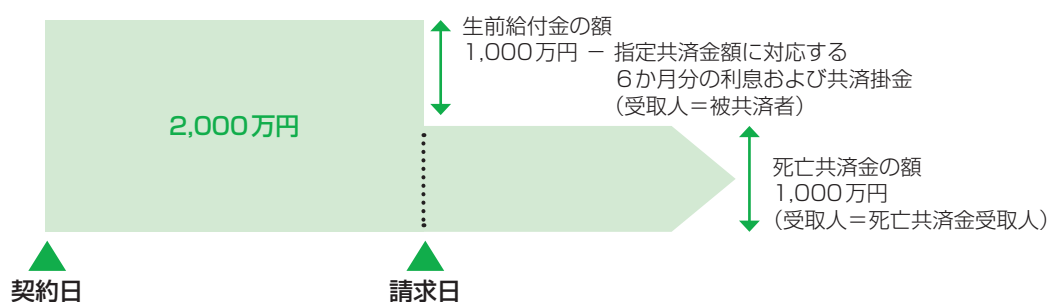 生前給付金の額
1,000万円 － 指定共済金額に対応する
6か月分の利息および共済掛金
（受取人＝被共済者）
2,000万円
死亡共済金の額
1,000万円
（受取人＝死亡共済金受取人）
契約日
請求日